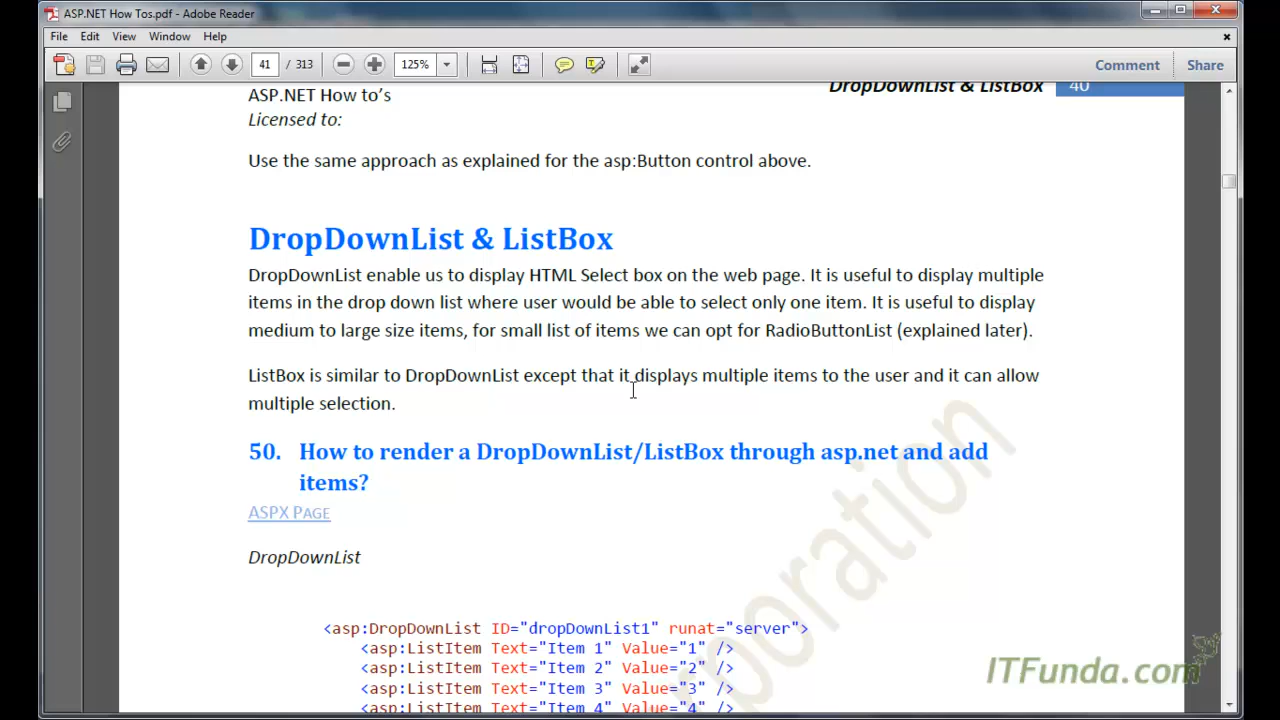 ASP.NET How Tos.pdf - Adobe Reader
File Edit View Window Help
41 / 313 125% Comment Share
DropDownList & ListBox 40
ASP.NET How to's
Licensed to:
Use the same approach as explained for the asp:Button control above.
DropDownList & ListBox
DropDownList enable us to display HTML Select box on the web page. It is useful to display multiple
items in the drop down list where user would be able to select only one item. It is useful to display
medium to large size items, for small list of items we can opt for RadioButtonList (explained later).
ListBox is similar to DropDownList except that it displays multiple items to the user and it can allow
multiple selection.
50. How to render a DropDownList/ListBox through asp.net and add
items?
ASPX PAGE
DropDownList
<asp:DropDownList ID="dropDownList1" runat="server">
<asp:ListItem Text="Item 1" Value="1" />
<asp:ListItem Text="Item 2" Value="2" />
<asp:ListItem Text="Item 3" Value="3" />
<asp:ListItem Text="Item 4" Value="4" />
poration
ITFunda.com